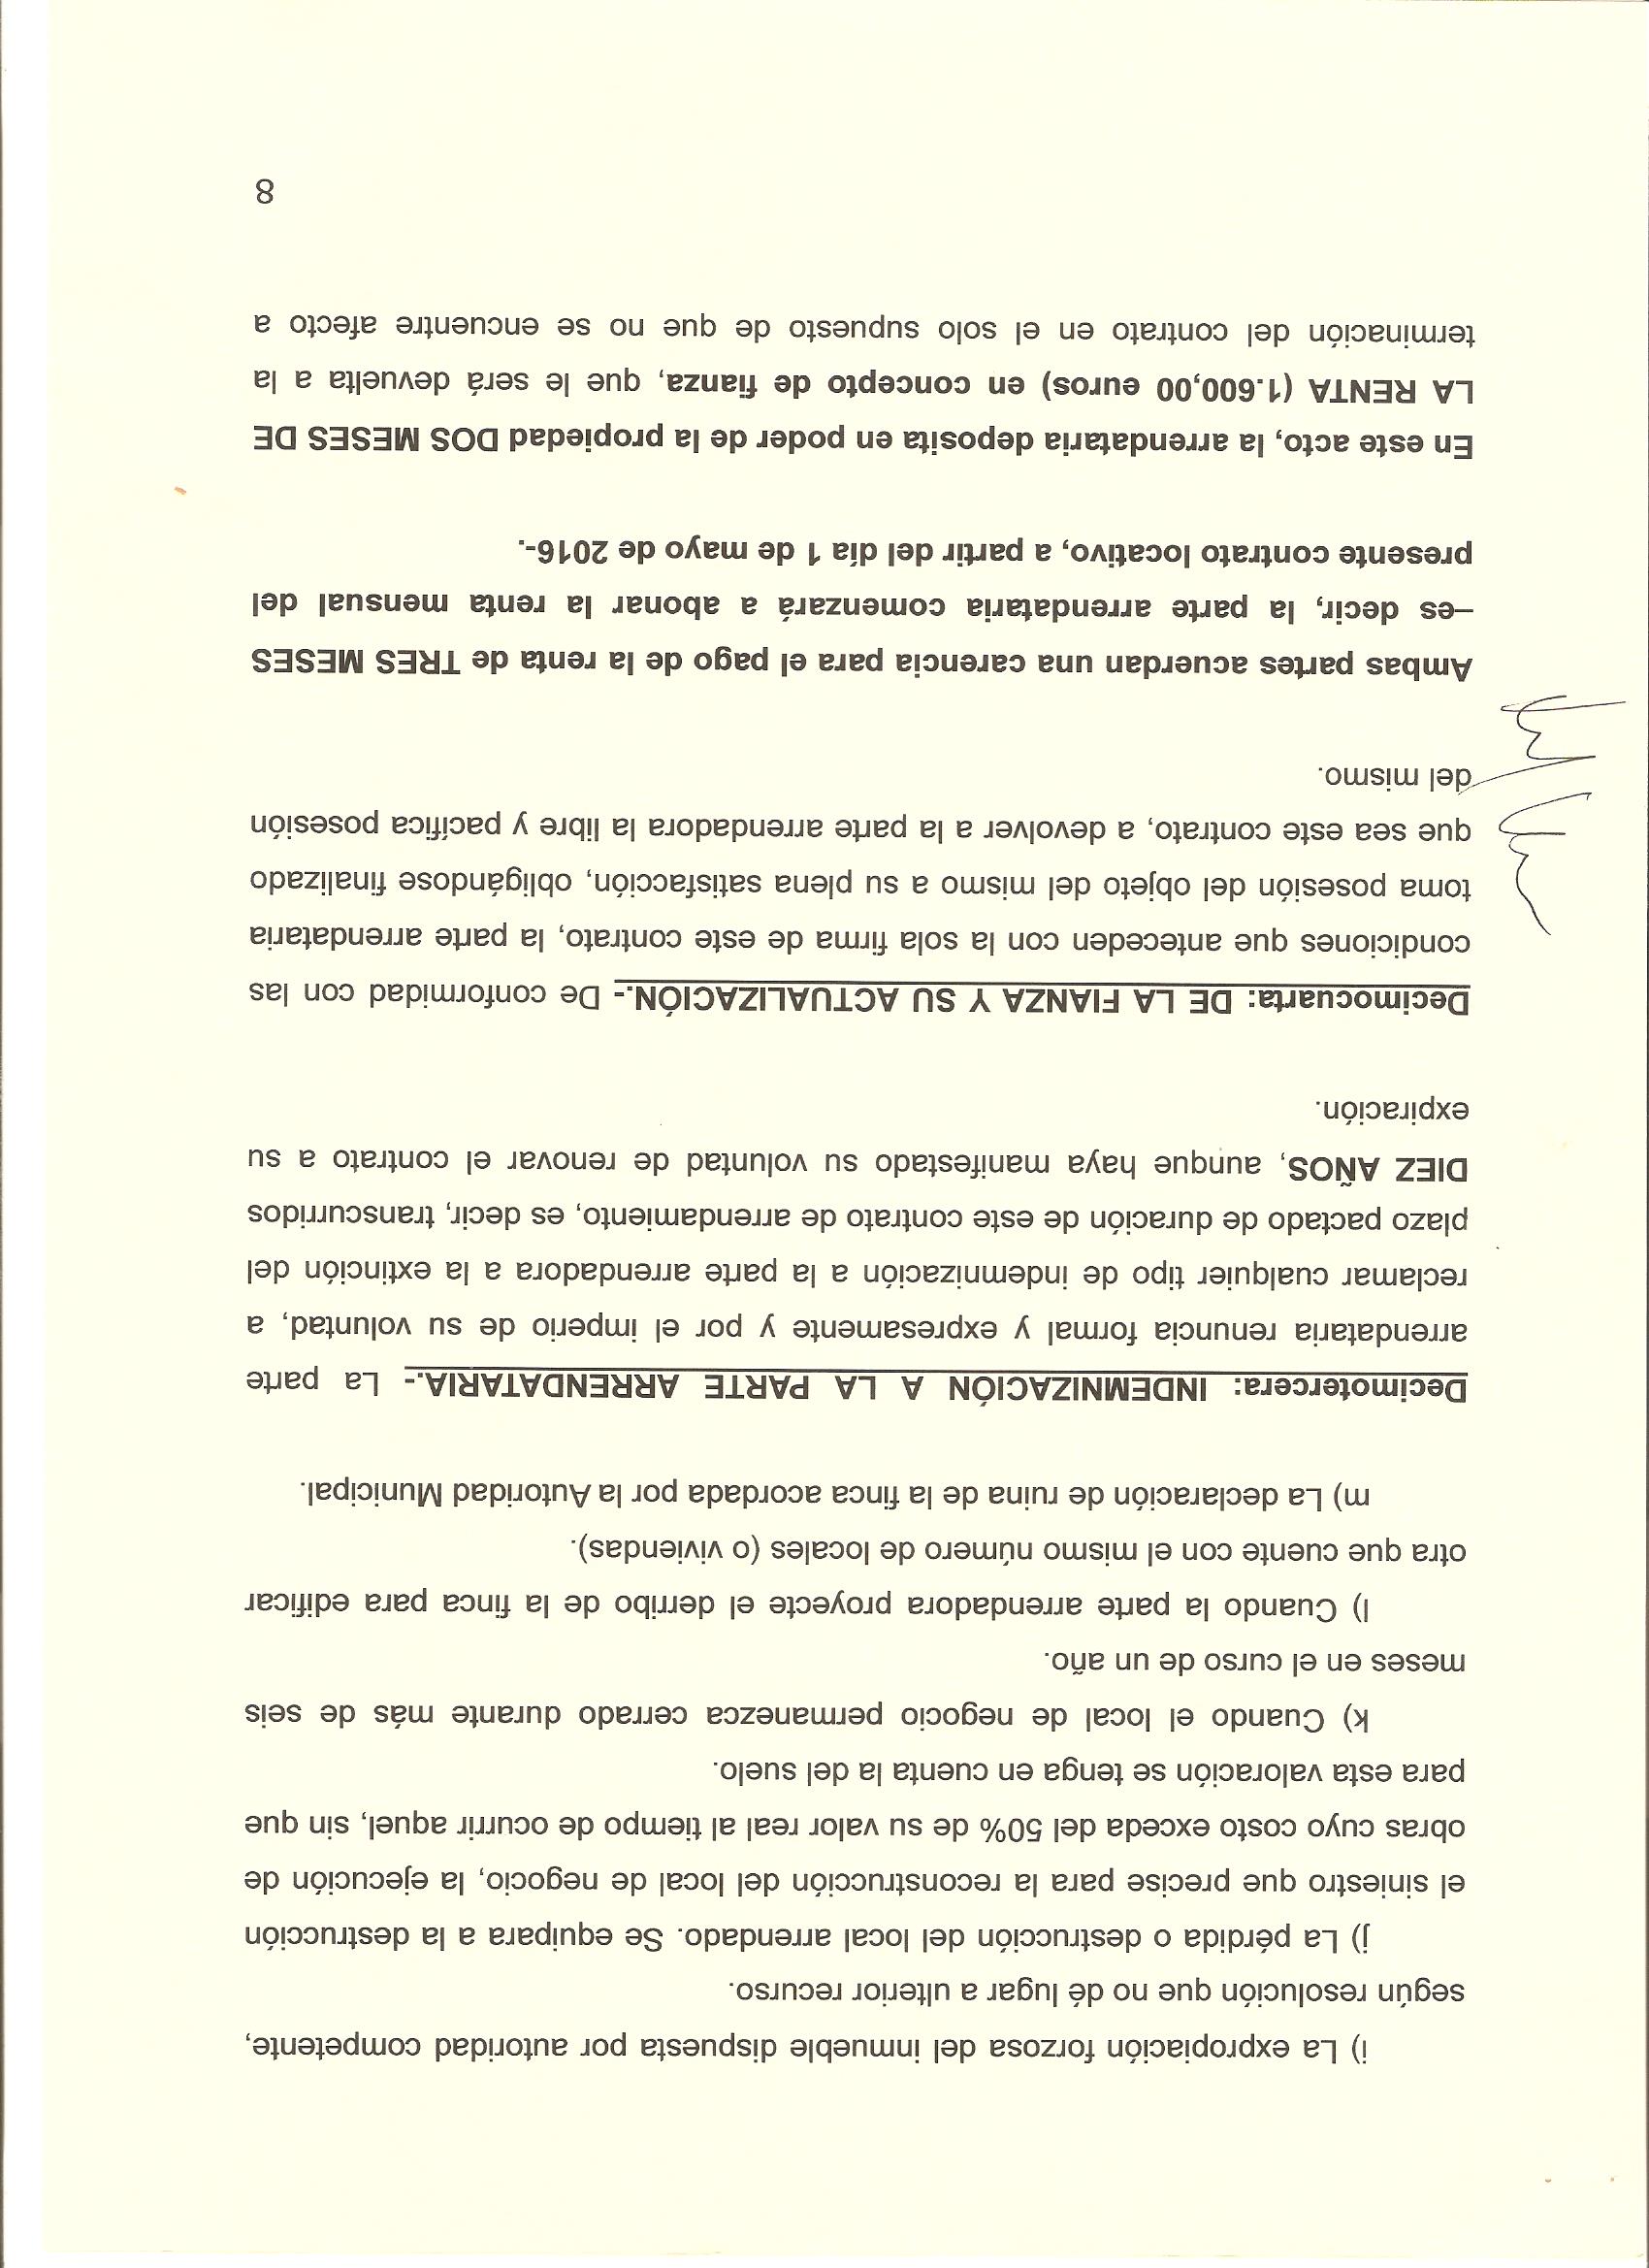 i) La expropiación forzosa del inmueble dispuesta por autoridad competente,
según resolución que no dé lugar a ulterior recurso.
j) La pérdida o destrucción del local arrendado. Se equipara a la destrucción
el siniestro que precise para la reconstrucción del local de negocio, la ejecución de
obras cuyo costo exceda del 50% de su valor real al tiempo de ocurrir aquel, sin que
para esta valoración se tenga en cuenta la del suelo.
k) Cuando el local de negocio permanezca cerrado durante más de seis
meses en el curso de un año.
l) Cuando la parte arrendadora proyecte el derribo de la finca para edificar
otra que cuente con el mismo número de locales (o viviendas).
m) La declaración de ruina de la finca acordada por la Autoridad Municipal.
Decimotercera: INDEMNIZACIÓN A LA PARTE ARRENDATARIA.- La parte
arrendataria renuncia formal y expresamente y por el imperio de su voluntad, a
reclamar cualquier tipo de indemnización a la parte arrendadora a la extinción del
plazo pactado de duración de este contrato de arrendamiento, es decir, transcurridos
DIEZ AÑOS, aunque haya manifestado su voluntad de renovar el contrato a su
expiración.
Decimocuarta: DE LA FIANZA Y SU ACTUALIZACIÓN.- De conformidad con las
condiciones que anteceden con la sola firma de este contrato, la parte arrendataria
toma posesión del objeto del mismo a su plena satisfacción, obligándose finalizado
que sea este contrato, a devolver a la parte arrendadora la libre y pacífica posesión
del mismo.
Ambas partes acuerdan una carencia para el pago de la renta de TRES MESES
–es decir, la parte arrendataria comenzará a abonar la renta mensual del
presente contrato locativo, a partir del día 1 de mayo de 2016-.
En este acto, la arrendataria deposita en poder de la propiedad DOS MESES DE
LA RENTA (1.600,00 euros) en concepto de fianza, que le será devuelta a la
terminación del contrato en el solo supuesto de que no se encuentre afecto a
8